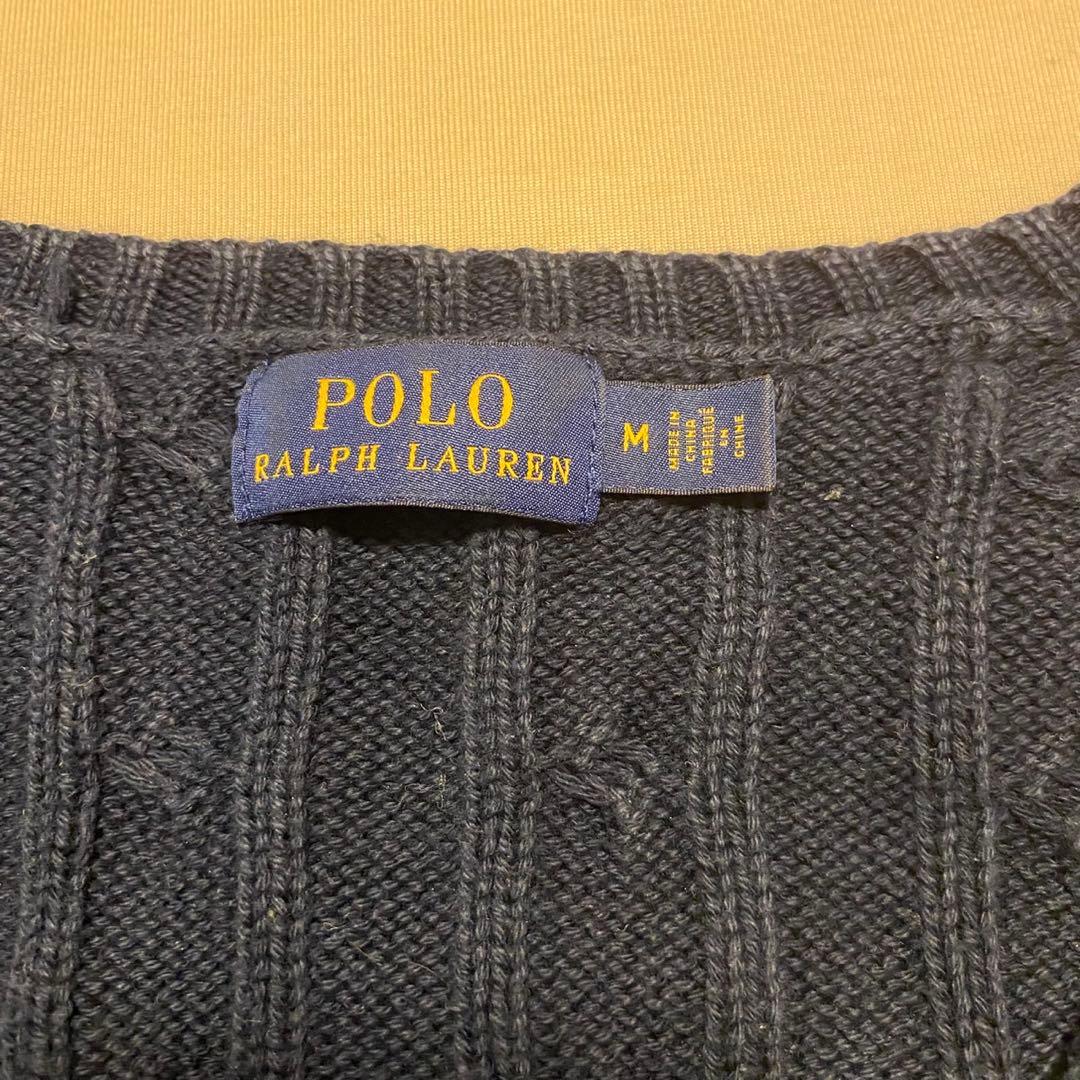 POLO
RALPH LAUREN
M
MADE IN
CHINA
FABRIQUÉ
EN
CHINE